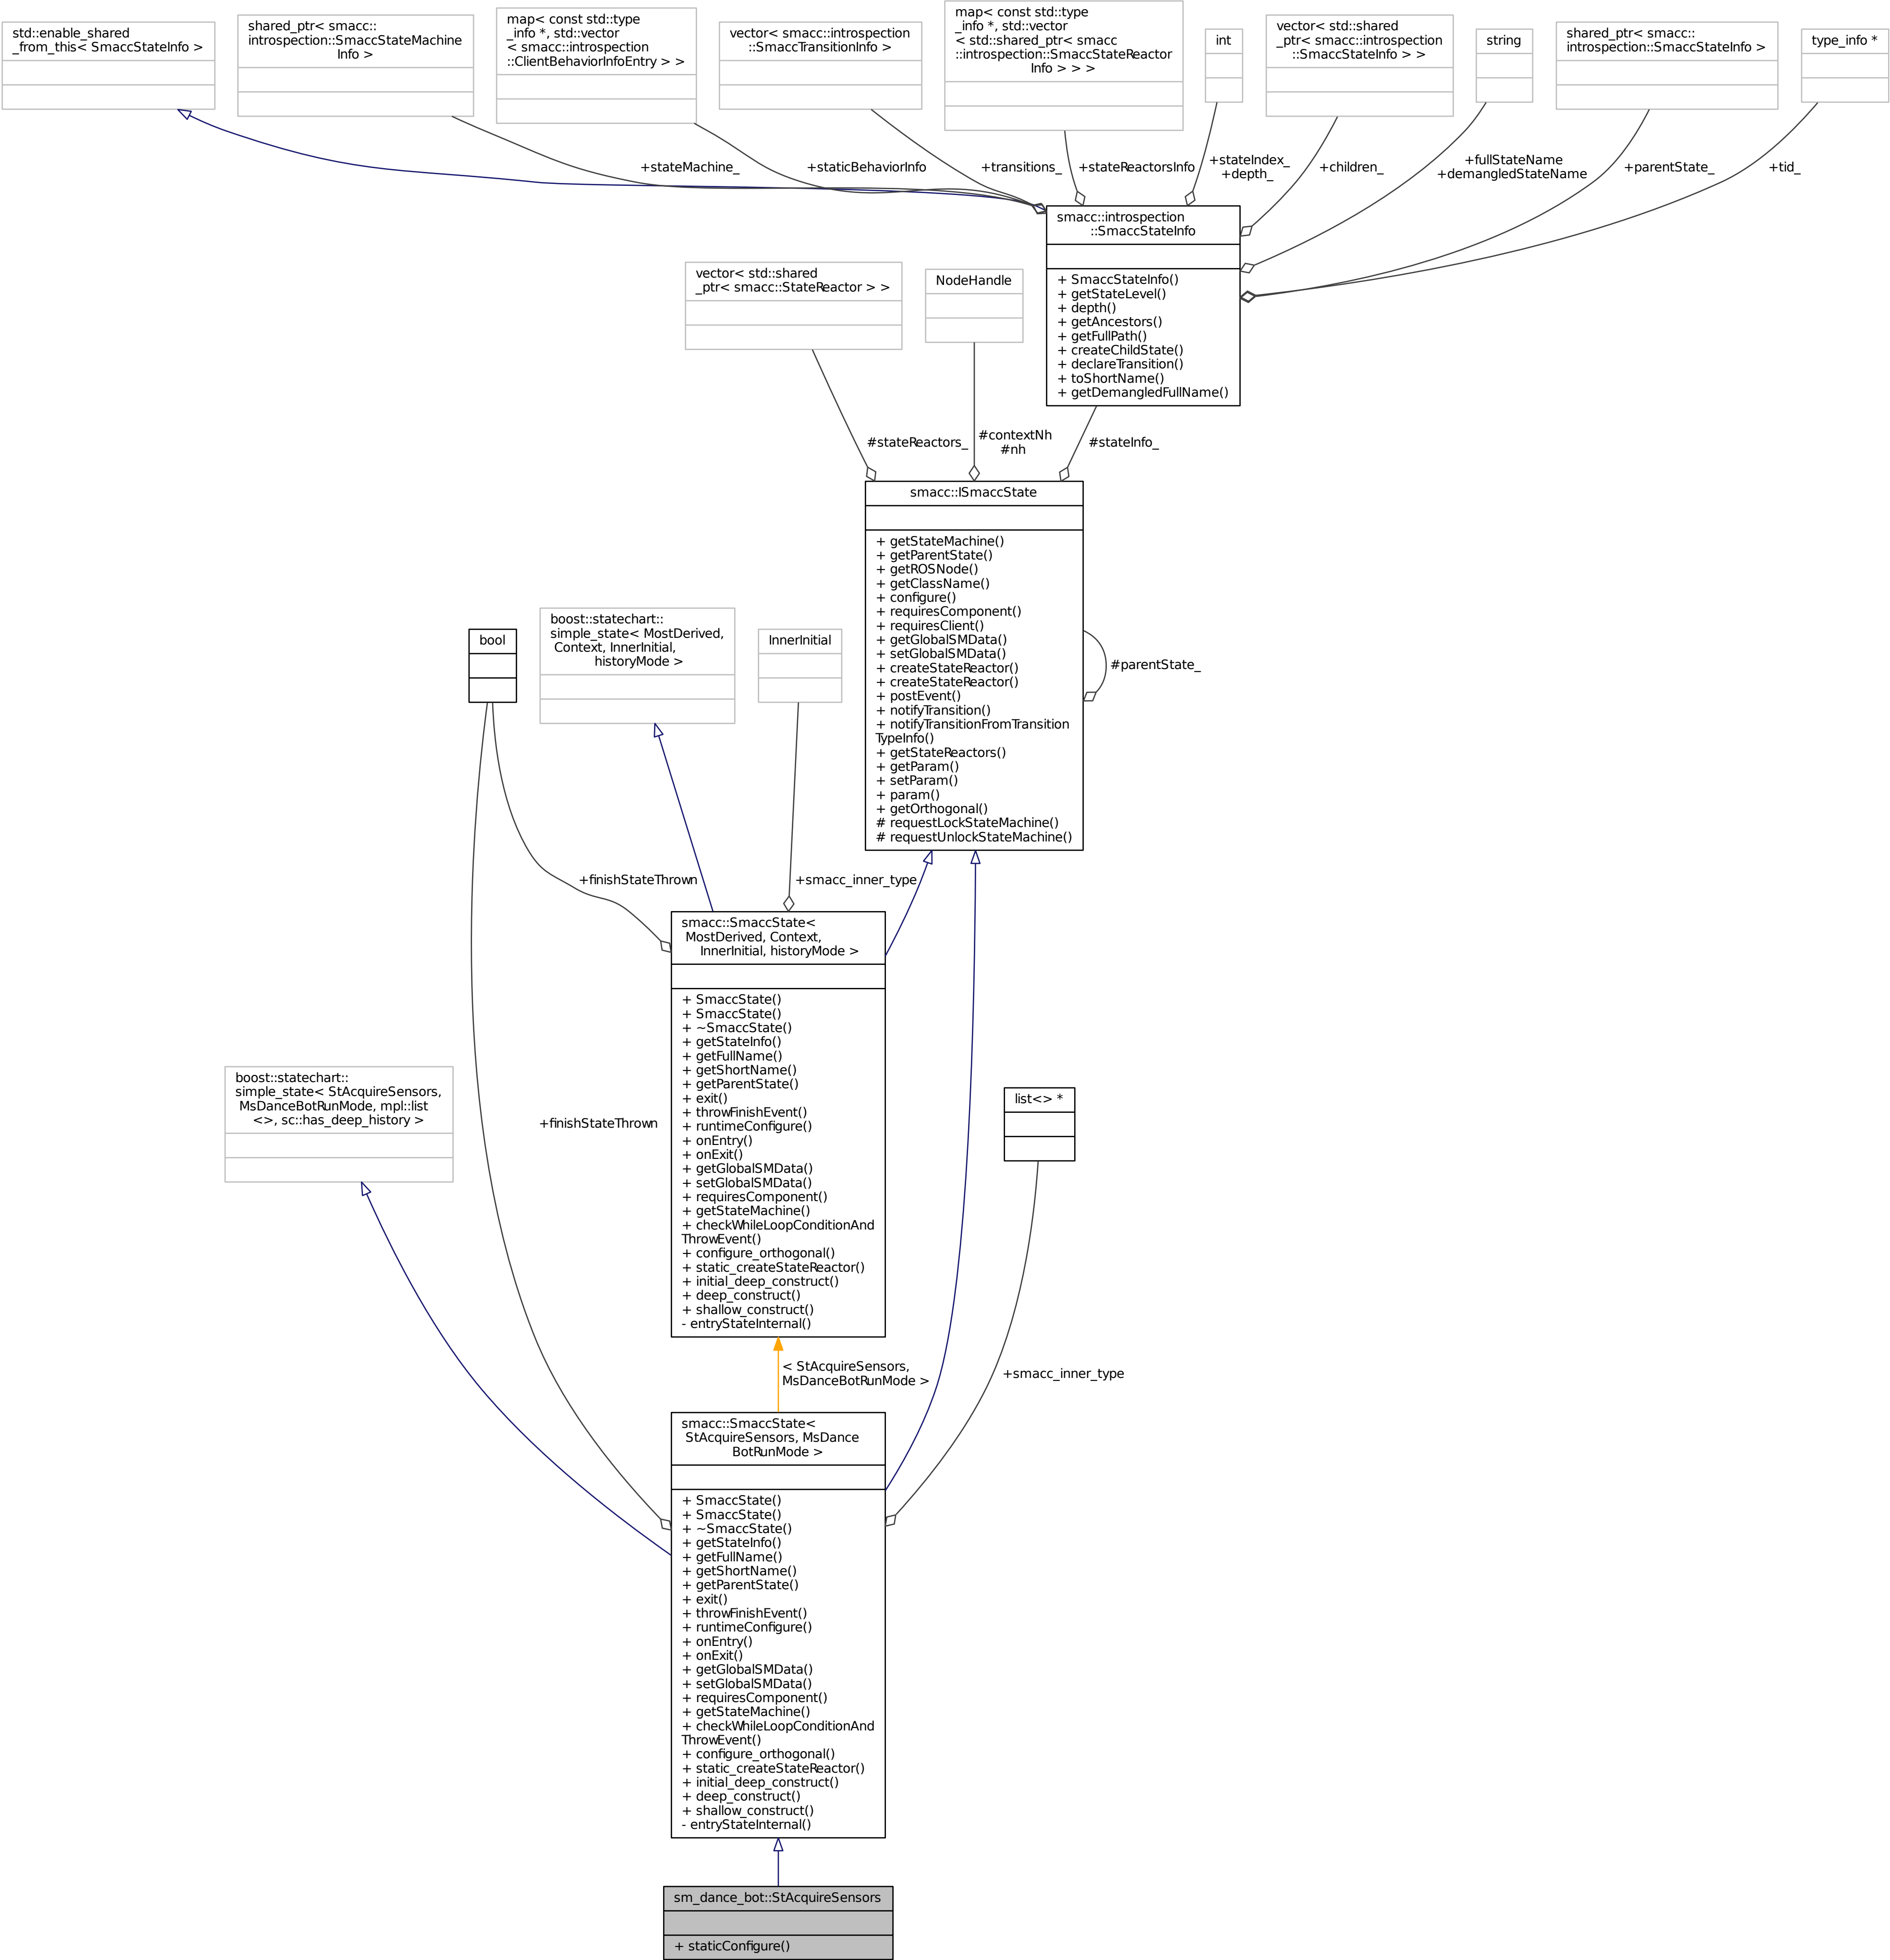 std::enable_shared
_from_this< SmaccStateInfo >
shared_ptr< smacc::
introspection::SmaccStateMachine
Info >
map< const std::type
_info *, std::vector
< smacc::introspection
::ClientBehaviorInfoEntry > >
vector< smacc::introspection
::SmaccTransitionInfo >
map< const std::type
_info *, std::vector
< std::shared_ptr< smacc
::introspection::SmaccStateReactor
Info > > >
int
vector< std::shared
_ptr< smacc::introspection
::SmaccStateInfo > >
string
shared_ptr< smacc::
introspection::SmaccStateInfo >
type_info *
+stateMachine_
+staticBehaviorInfo
+transitions_
+stateReactorsInfo
+stateIndex_
+depth_
+children_
+fullStateName
+demangledStateName
+parentState_
+tid_
smacc::introspection
::SmaccStateInfo
+ SmaccStateInfo()
+ getStateLevel()
+ depth()
+ getAncestors()
+ getFullPath()
+ createChildState()
+ declareTransition()
+ toShortName()
+ getDemangledFullName()
vector< std::shared
_ptr< smacc::StateReactor > >
NodeHandle
#stateReactors_
#contextNh
#nh
#stateInfo_
smacc::ISmaccState
+ getStateMachine()
+ getParentState()
+ getROSNode()
+ getClassName()
+ configure()
+ requiresComponent()
+ requiresClient()
+ getGlobalSMData()
+ setGlobalSMData()
+ createStateReactor()
+ createStateReactor()
+ postEvent()
+ notifyTransition()
+ notifyTransitionFromTransition
TypeInfo()
+ getStateReactors()
+ getParam()
+ setParam()
+ param()
+ getOrthogonal()
# requestLockStateMachine()
# requestUnlockStateMachine()
#parentState_
bool
boost::statechart::
simple_state< MostDerived,
Context, InnerInitial,
historyMode >
InnerInitial
+finishStateThrown
+smacc_inner_type
smacc::SmaccState<
MostDerived, Context,
InnerInitial, historyMode >
+ SmaccState()
+ SmaccState()
+ ~SmaccState()
+ getStateInfo()
+ getFullName()
+ getShortName()
+ getParentState()
+ exit()
+ throwFinishEvent()
+ runtimeConfigure()
+ onEntry()
+ onExit()
+ getGlobalSMData()
+ setGlobalSMData()
+ requiresComponent()
+ getStateMachine()
+ checkWhileLoopConditionAnd
ThrowEvent()
+ configure_orthogonal()
+ static_createStateReactor()
+ initial_deep_construct()
+ deep_construct()
+ shallow_construct()
- entryStateInternal()
boost::statechart::
simple_state< StAcquireSensors,
MsDanceBotRunMode, mpl::list
<>, sc::has_deep_history >
+finishStateThrown
list<> *
< StAcquireSensors,
MsDanceBotRunMode >
+smacc_inner_type
smacc::SmaccState<
StAcquireSensors, MsDance
BotRunMode >
+ SmaccState()
+ SmaccState()
+ ~SmaccState()
+ getStateInfo()
+ getFullName()
+ getShortName()
+ getParentState()
+ exit()
+ throwFinishEvent()
+ runtimeConfigure()
+ onEntry()
+ onExit()
+ getGlobalSMData()
+ setGlobalSMData()
+ requiresComponent()
+ getStateMachine()
+ checkWhileLoopConditionAnd
ThrowEvent()
+ configure_orthogonal()
+ static_createStateReactor()
+ initial_deep_construct()
+ deep_construct()
+ shallow_construct()
- entryStateInternal()
sm_dance_bot::StAcquireSensors
+ staticConfigure()